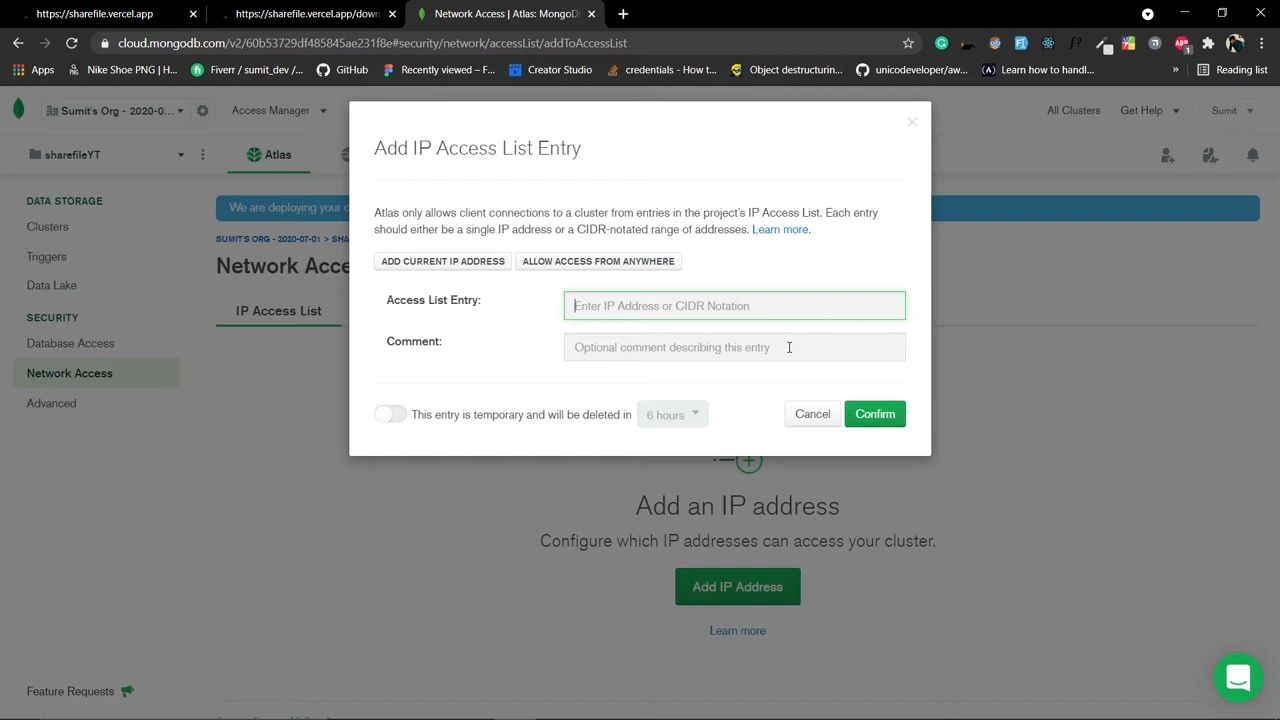 https://sharefile.vercel.app/
https://sharefile.vercel.app/down
Network Access | Atlas: MongoD
cloud.mongodb.com/v2/60b53729df485845ae231f8e#security/network/accessList/addToAccessList
Apps
Nike Shoe PNG | H...
Fiverr / sumit_dev /...
GitHub
Recently viewed – F...
Creator Studio
credentials - How t...
Object destructuring...
unicodeveloper/aw...
Learn how to hand...
»
Reading list
Sumit's Org - 2020-0...
Access Manager
All Clusters
Get Help
Sumit
sharefileYT
Atlas
DATA STORAGE
Clusters
Triggers
Data Lake
SECURITY
Database Access
Network Access
Advanced
We are deploying your c
SUMIT'S ORG - 2020-07-01 > SHA
Network Acce
IP Access List
Add IP Access List Entry
Atlas only allows client connections to a cluster from entries in the project's IP Access List. Each entry
should either be a single IP address or a CIDR-notated range of addresses. Learn more.
ADD CURRENT IP ADDRESS
ALLOW ACCESS FROM ANYWHERE
Access List Entry:
Enter IP Address or CIDR Notation
Comment:
Optional comment describing this entry
This entry is temporary and will be deleted in
6 hours
Cancel
Confirm
Add an IP address
Configure which IP addresses can access your cluster.
Add IP Address
Learn more
Feature Requests